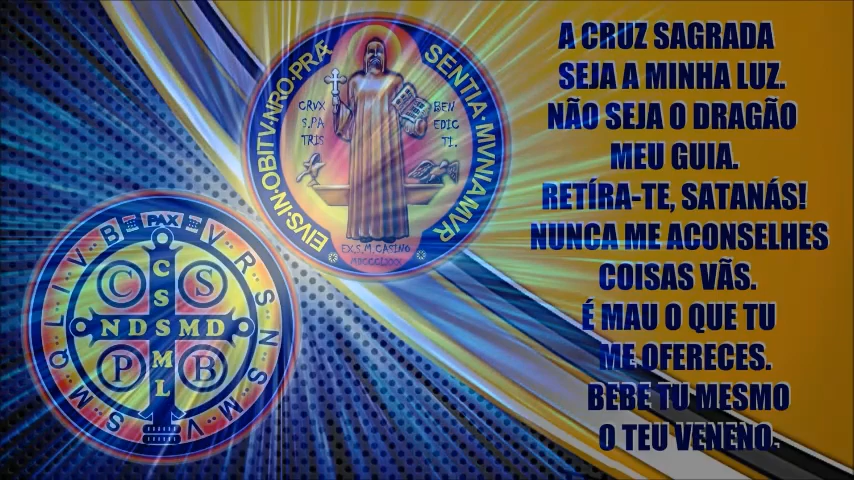 EIVS·IN·OBITV·NRO·PRÆ
SENTIA·MVNIAMVR
CRVX
S.PA
TRIS
BEN
EDIC
TI.
EX.S.M.CASINO
MDCCCLXXX
PAX
V·R·S·N·S·M·V
S·M·Q·L·I·V·B
C S
P B
C
S
S
M
L
NDSMD
A CRUZ SAGRADA
SEJA A MINHA LUZ.
NÃO SEJA O DRAGÃO
MEU GUIA.
RETÍRA-TE, SATANÁS!
NUNCA ME ACONSELHES
COISAS VÃS.
É MAU O QUE TU
ME OFERECES.
BEBE TU MESMO
O TEU VENENO.